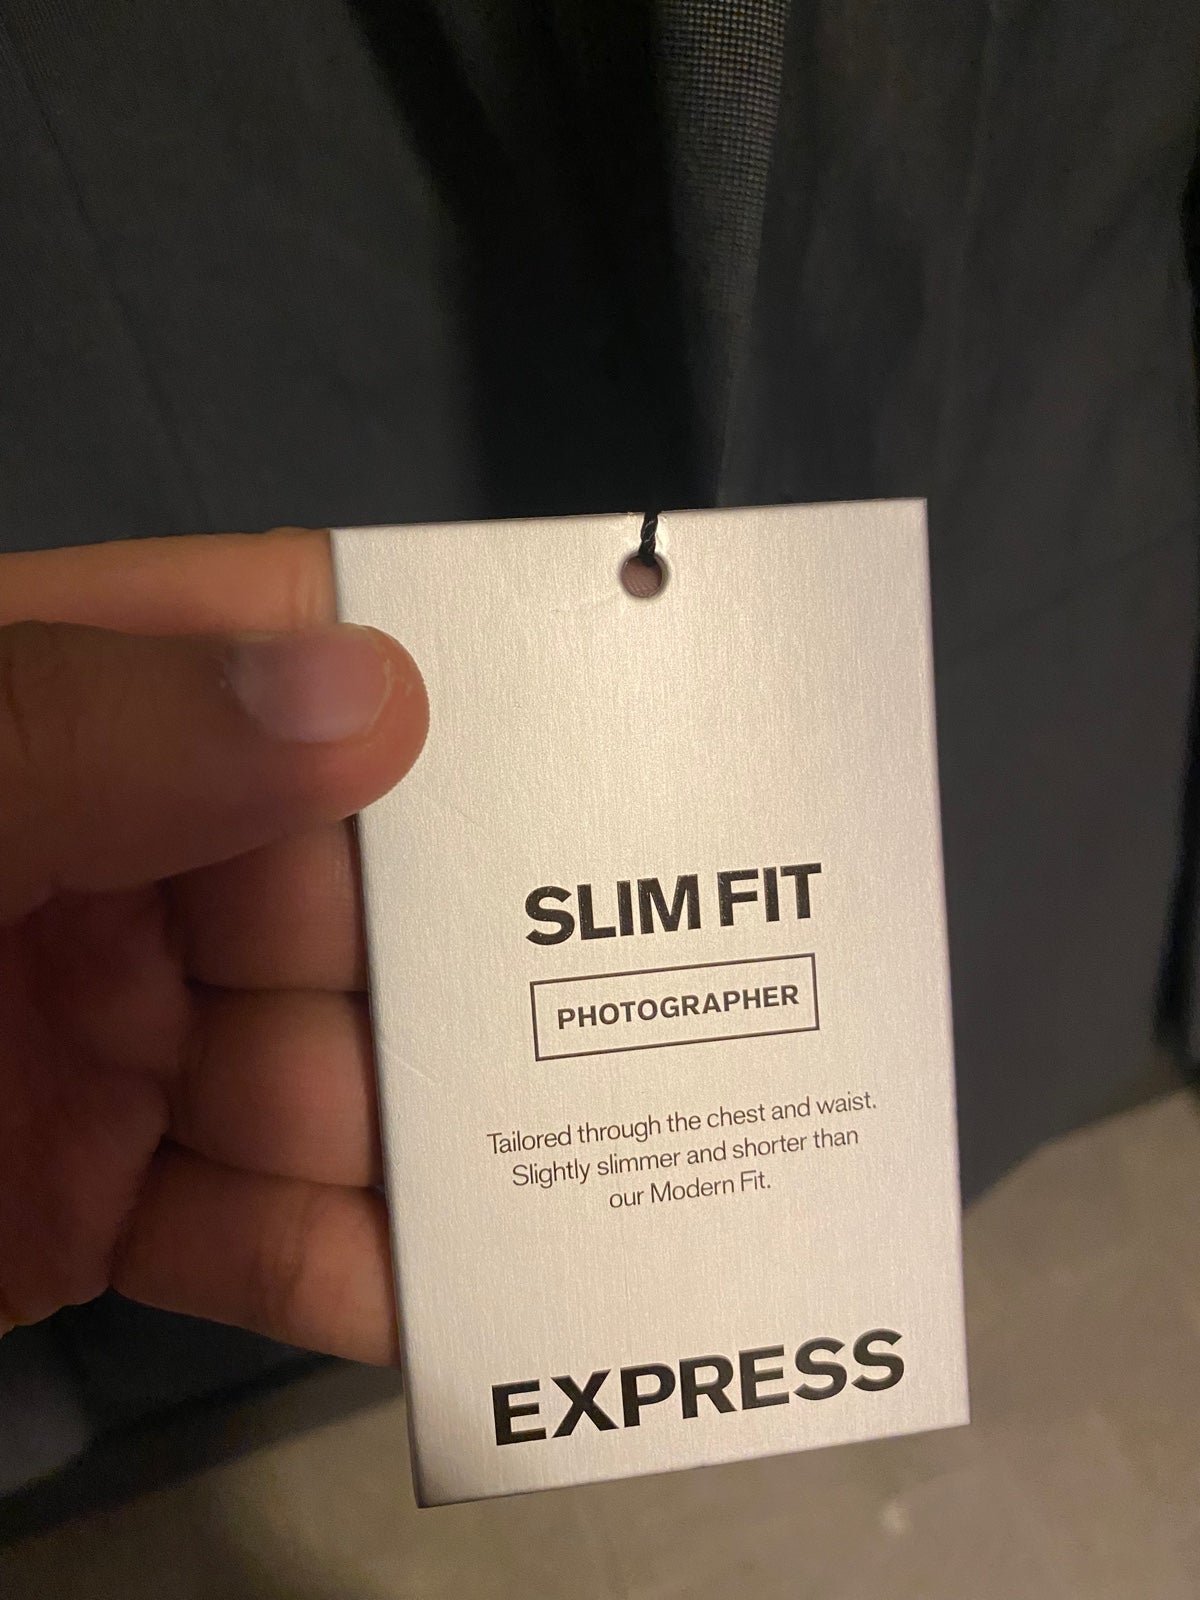 SLIM FIT
PHOTOGRAPHER
Tailored through the chest and waist.
Slightly slimmer and shorter than
our Modern Fit.
EXPRESS